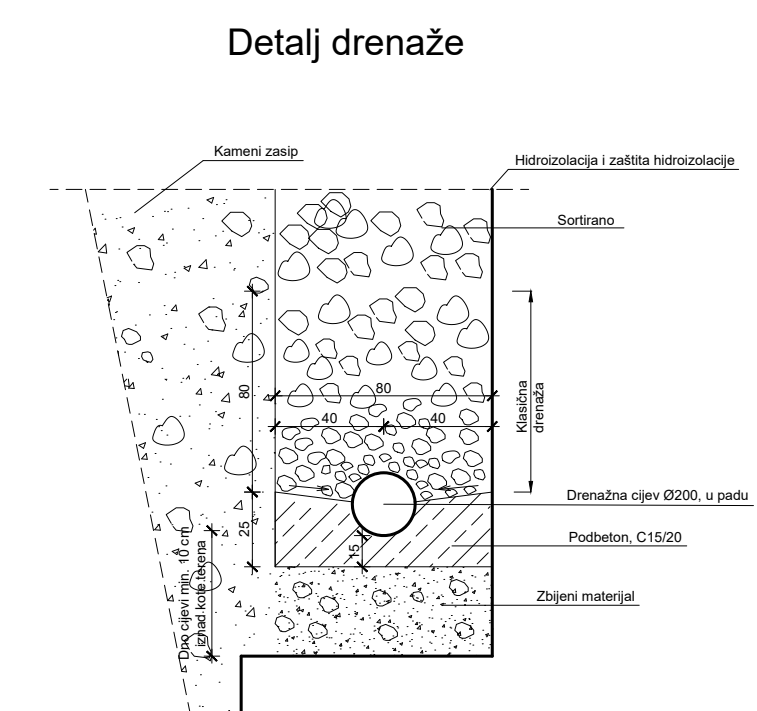 Detalj drenaže
Kameni zasip
Hidroizolacija i zaštita hidroizolacije
Sortirano
80
80
40
40
Klasična
drenaža
Drenažna cijev Ø200, u padu
25
Podbeton, C15/20
15
Dno cijevi min. 10 cm
iznad kote terena
Zbijeni materijal